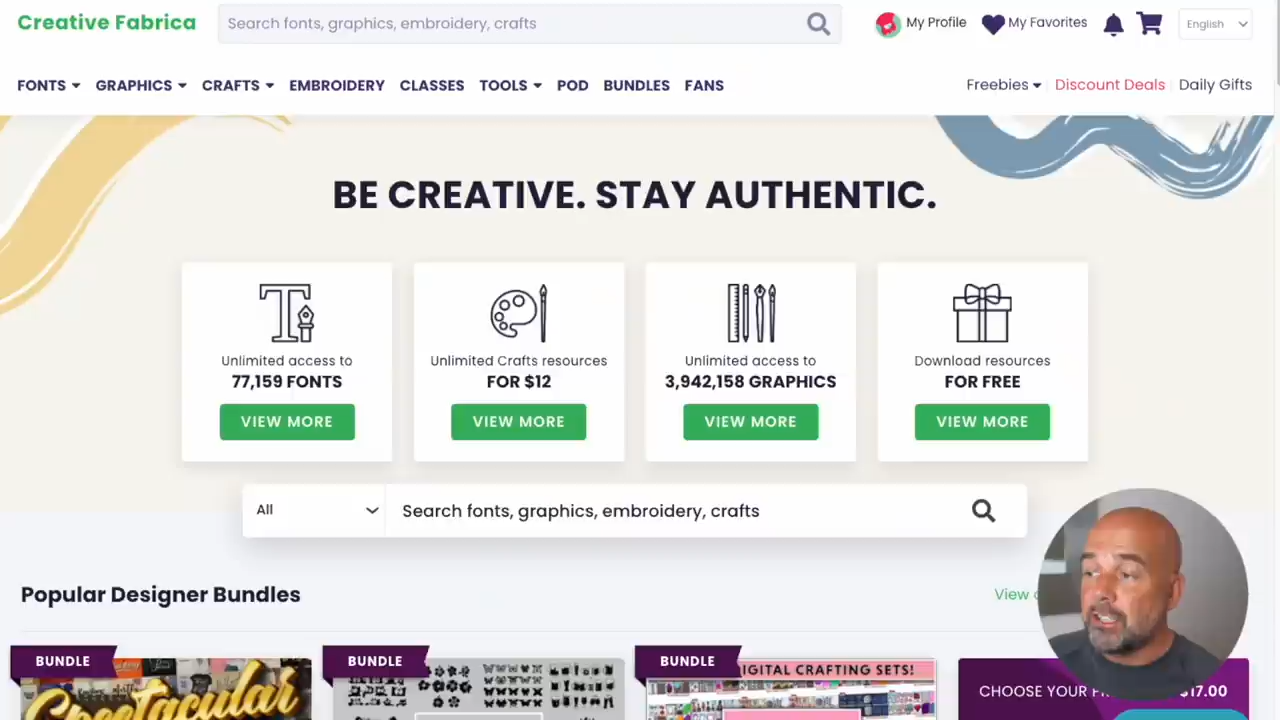 Creative Fabrica
Search fonts, graphics, embroidery, crafts
My Profile
My Favorites
English
FONTS
GRAPHICS
CRAFTS
EMBROIDERY
CLASSES
TOOLS
POD
BUNDLES
FANS
Freebies
Discount Deals
Daily Gifts
BE CREATIVE. STAY AUTHENTIC.
Unlimited access to
77,159 FONTS
VIEW MORE
Unlimited Crafts resources
FOR $12
VIEW MORE
Unlimited access to
3,942,158 GRAPHICS
VIEW MORE
Download resources
FOR FREE
VIEW MORE
All
Search fonts, graphics, embroidery, crafts
Popular Designer Bundles
View
BUNDLE
Spectacular
BUNDLE
BUNDLE
DIGITAL CRAFTING SETS!
CHOOSE YOUR
$17.00